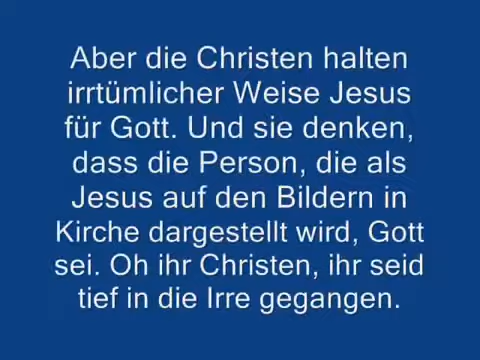 Aber die Christen halten
irrtümlicher Weise Jesus
für Gott. Und sie denken,
dass die Person, die als
Jesus auf den Bildern in
Kirche dargestellt wird, Gott
sei. Oh ihr Christen, ihr seid
tief in die Irre gegangen.